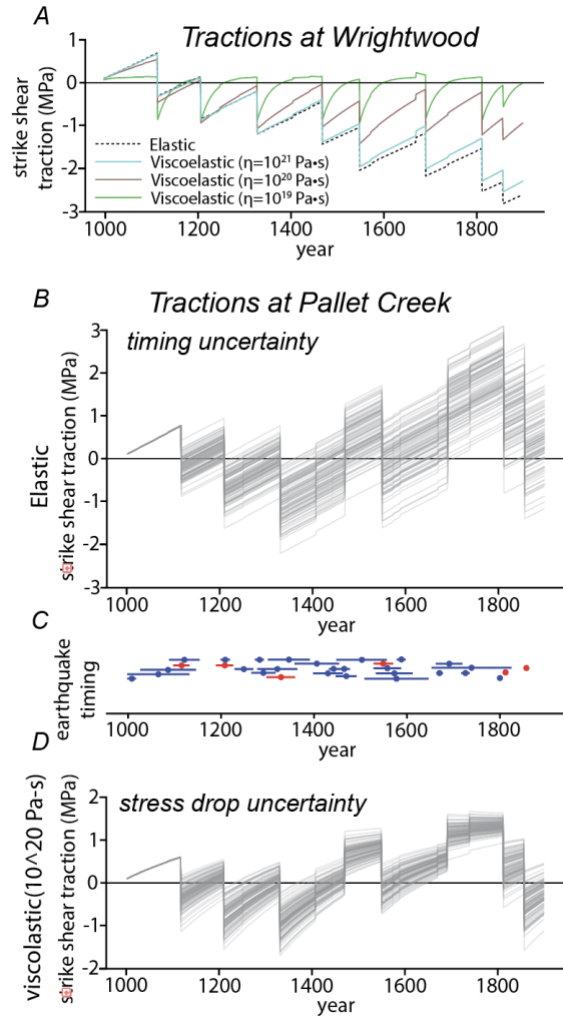 A
Tractions at Wrightwood
strike shear
traction (MPa)
1
0
-1
-2
-3
Elastic
Viscoelastic (η=10²¹ Pa•s)
Viscoelastic (η=10²⁰ Pa•s)
Viscoelastic (η=10¹⁹ Pa•s)
1000 1200 1400 1600 1800
year
B
Tractions at Pallet Creek
timing uncertainty
Elastic
strike shear traction (MPa)
3
2
1
0
-1
-2
-3
1000 1200 1400 1600 1800
year
C
earthquake
timing
1000 1200 1400 1600 1800
year
D
stress drop uncertainty
viscolastic(10^20 Pa-s)
strike shear traction (MPa)
2
1
0
-1
-2
1000 1200 1400 1600 1800
year